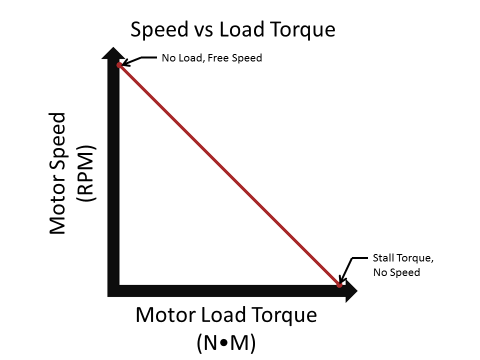 Speed vs Load Torque
No Load, Free Speed
Motor Speed
(RPM)
Stall Torque,
No Speed
Motor Load Torque
(N•M)